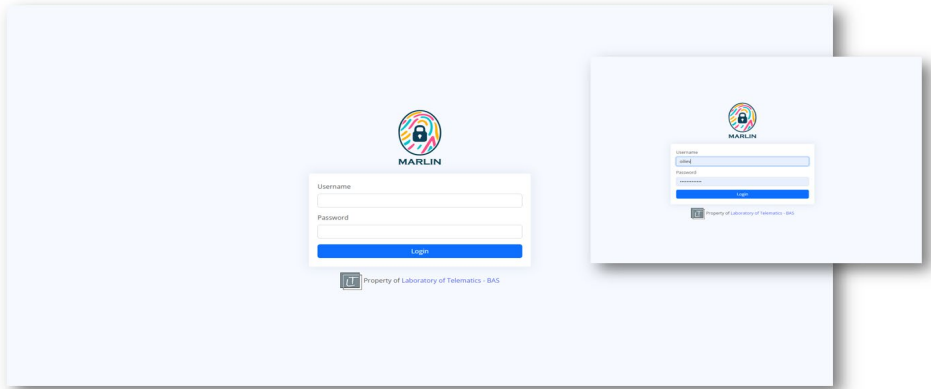 MARLIN
Username
Password
Login
Property of Laboratory of Telematics - BAS
MARLIN
Username
Password
Login
Property of Laboratory of Telematics - BAS